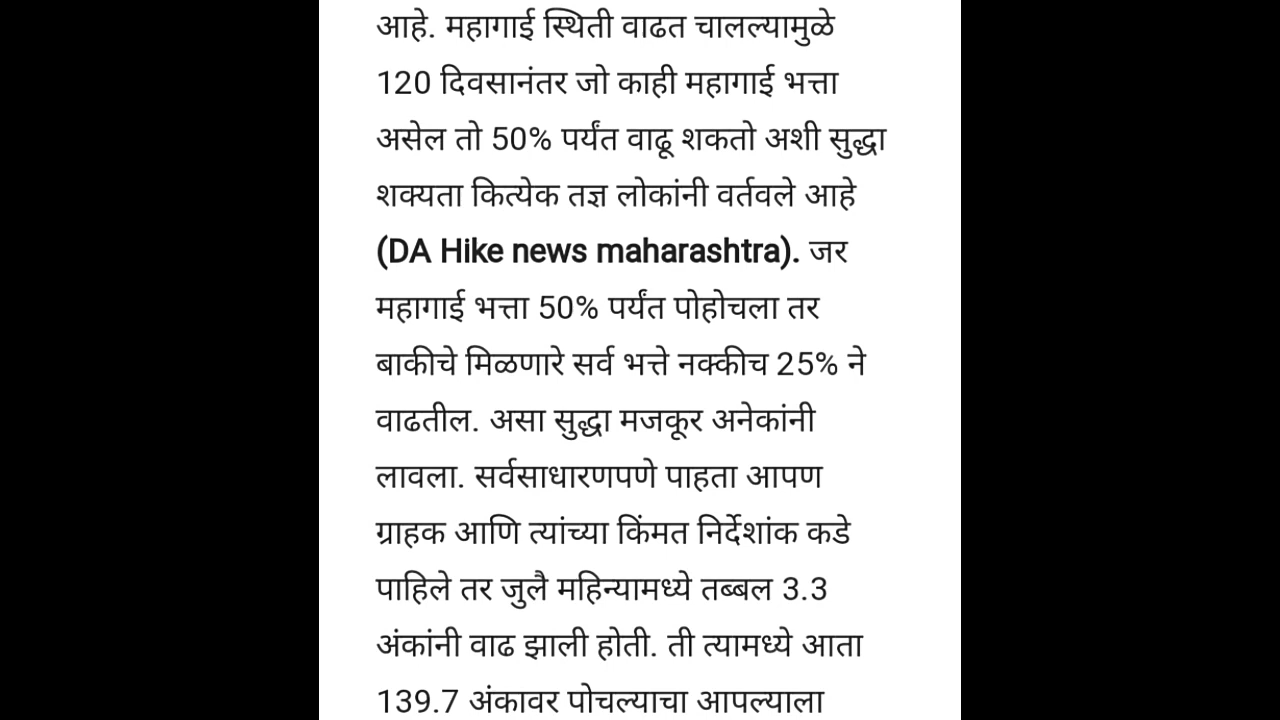 आहे. महागाई स्थिती वाढत चालल्यामुळे
120 दिवसानंतर जो काही महागाई भत्ता
असेल तो 50% पर्यंत वाढू शकतो अशी सुद्धा
शक्यता कित्येक तज्ञ लोकांनी वर्तवले आहे
(DA Hike news maharashtra). जर
महागाई भत्ता 50% पर्यंत पोहोचला तर
बाकीचे मिळणारे सर्व भत्ते नक्कीच 25% ने
वाढतील. असा सुद्धा मजकूर अनेकांनी
लावला. सर्वसाधारणपणे पाहता आपण
ग्राहक आणि त्यांच्या किंमत निर्देशांक कडे
पाहिले तर जुलै महिन्यामध्ये तब्बल 3.3
अंकांनी वाढ झाली होती. ती त्यामध्ये आता
139.7 अंकावर पोचल्याचा आपल्याला